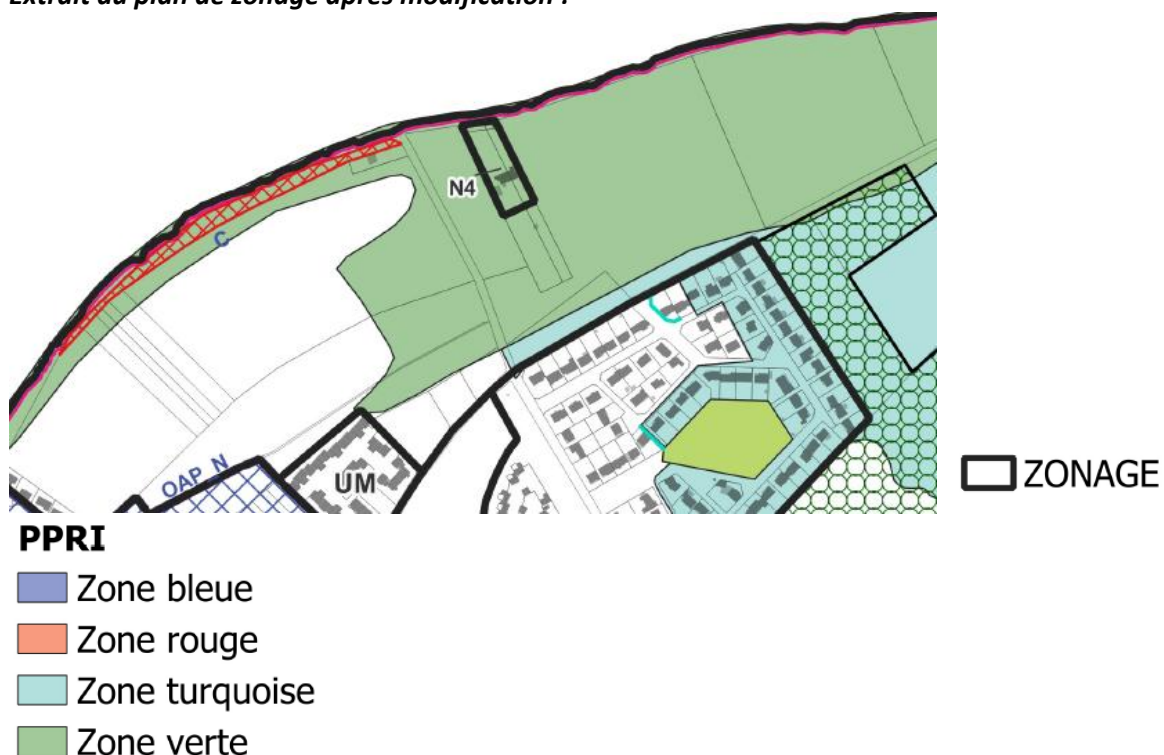 Extrait du plan de zonage après modification :
N4
C
OAP_N
UM
ZONAGE
PPRI
Zone bleue
Zone rouge
Zone turquoise
Zone verte